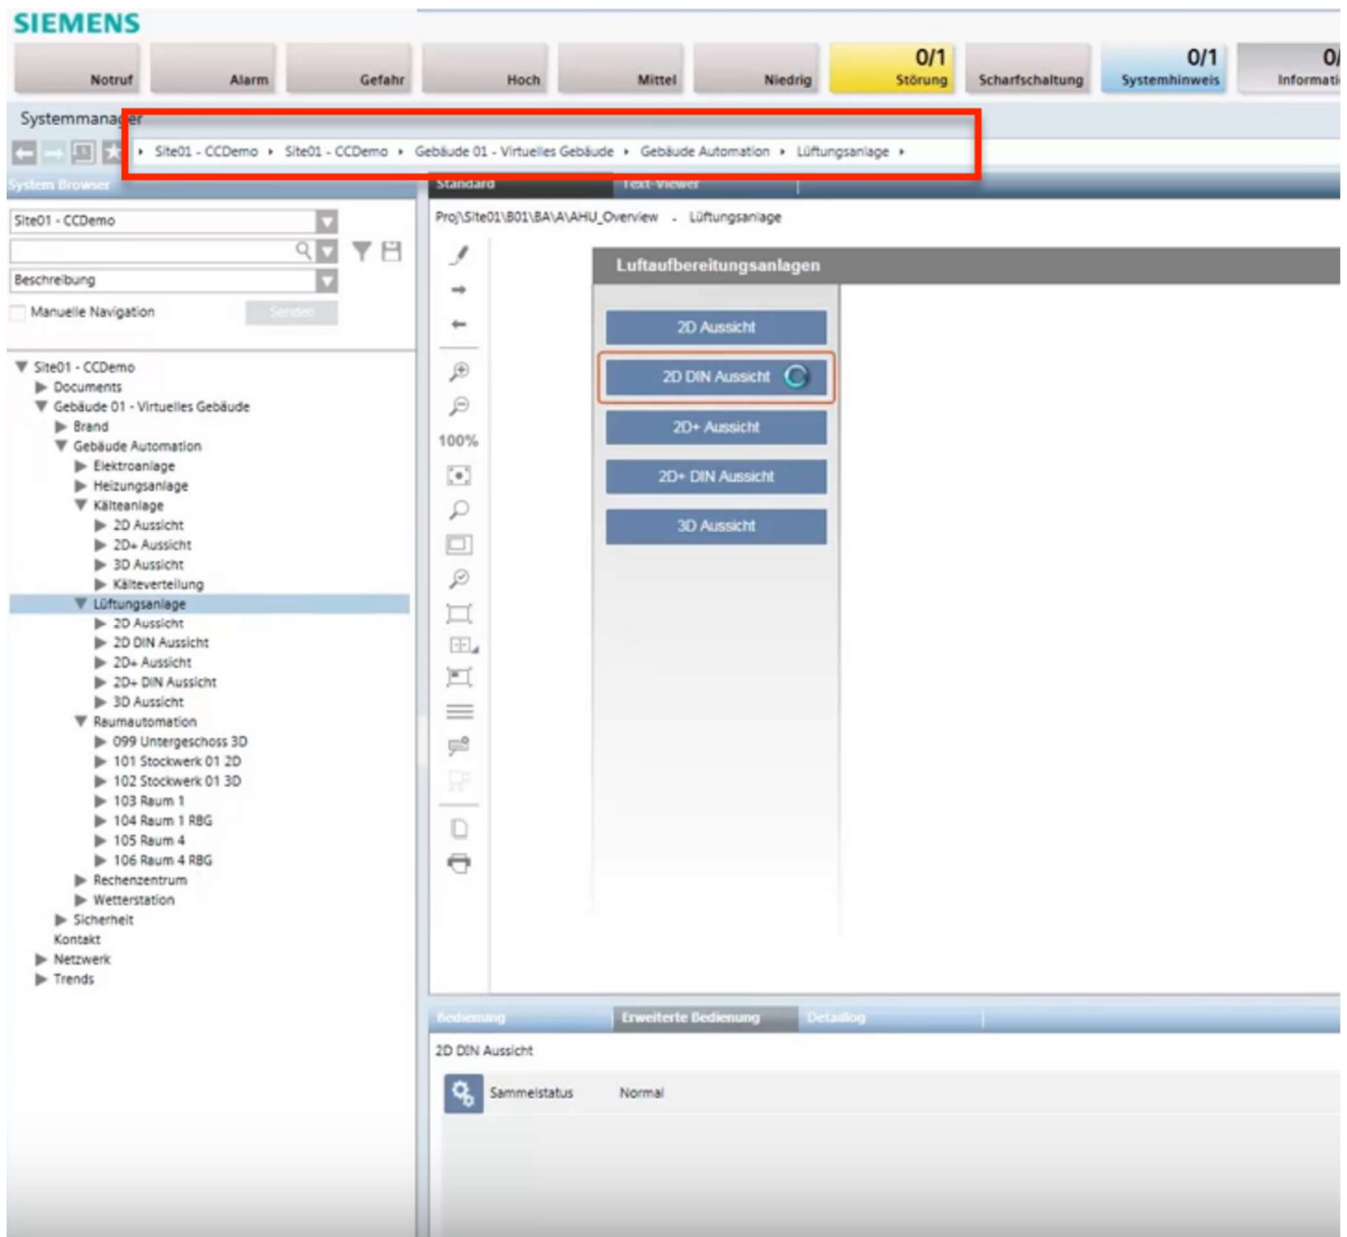 SIEMENS
Notruf Alarm Gefahr Hoch Mittel Niedrig 0/1 Störung Scharfschaltung 0/1 Systemhinweis 0/ Informati
Systemmanager
Site01 - CCDemo Site01 - CCDemo Gebäude 01 - Virtuelles Gebäude Gebäude Automation Lüftungsanlage
System Browser
Standard Text-Viewer
Site01 - CCDemo
Proj\Site01\B01\BA\A\AHU_Overview - Lüftungsanlage
Beschreibung
Manuelle Navigation Senden
Site01 - CCDemo
Documents
Gebäude 01 - Virtuelles Gebäude
Brand
Gebäude Automation
Elektroanlage
Heizungsanlage
Kälteanlage
2D Aussicht
2D+ Aussicht
3D Aussicht
Kälteverteilung
Lüftungsanlage
2D Aussicht
2D DIN Aussicht
2D+ Aussicht
2D+ DIN Aussicht
3D Aussicht
Raumautomation
099 Untergeschoss 3D
101 Stockwerk 01 2D
102 Stockwerk 01 3D
103 Raum 1
104 Raum 1 RBG
105 Raum 4
106 Raum 4 RBG
Rechenzentrum
Wetterstation
Sicherheit
Kontakt
Netzwerk
Trends
100%
Luftaufbereitungsanlagen
2D Aussicht
2D DIN Aussicht
2D+ Aussicht
2D+ DIN Aussicht
3D Aussicht
Bedienung Erweiterte Bedienung Detaillog
2D DIN Aussicht
Sammelstatus Normal